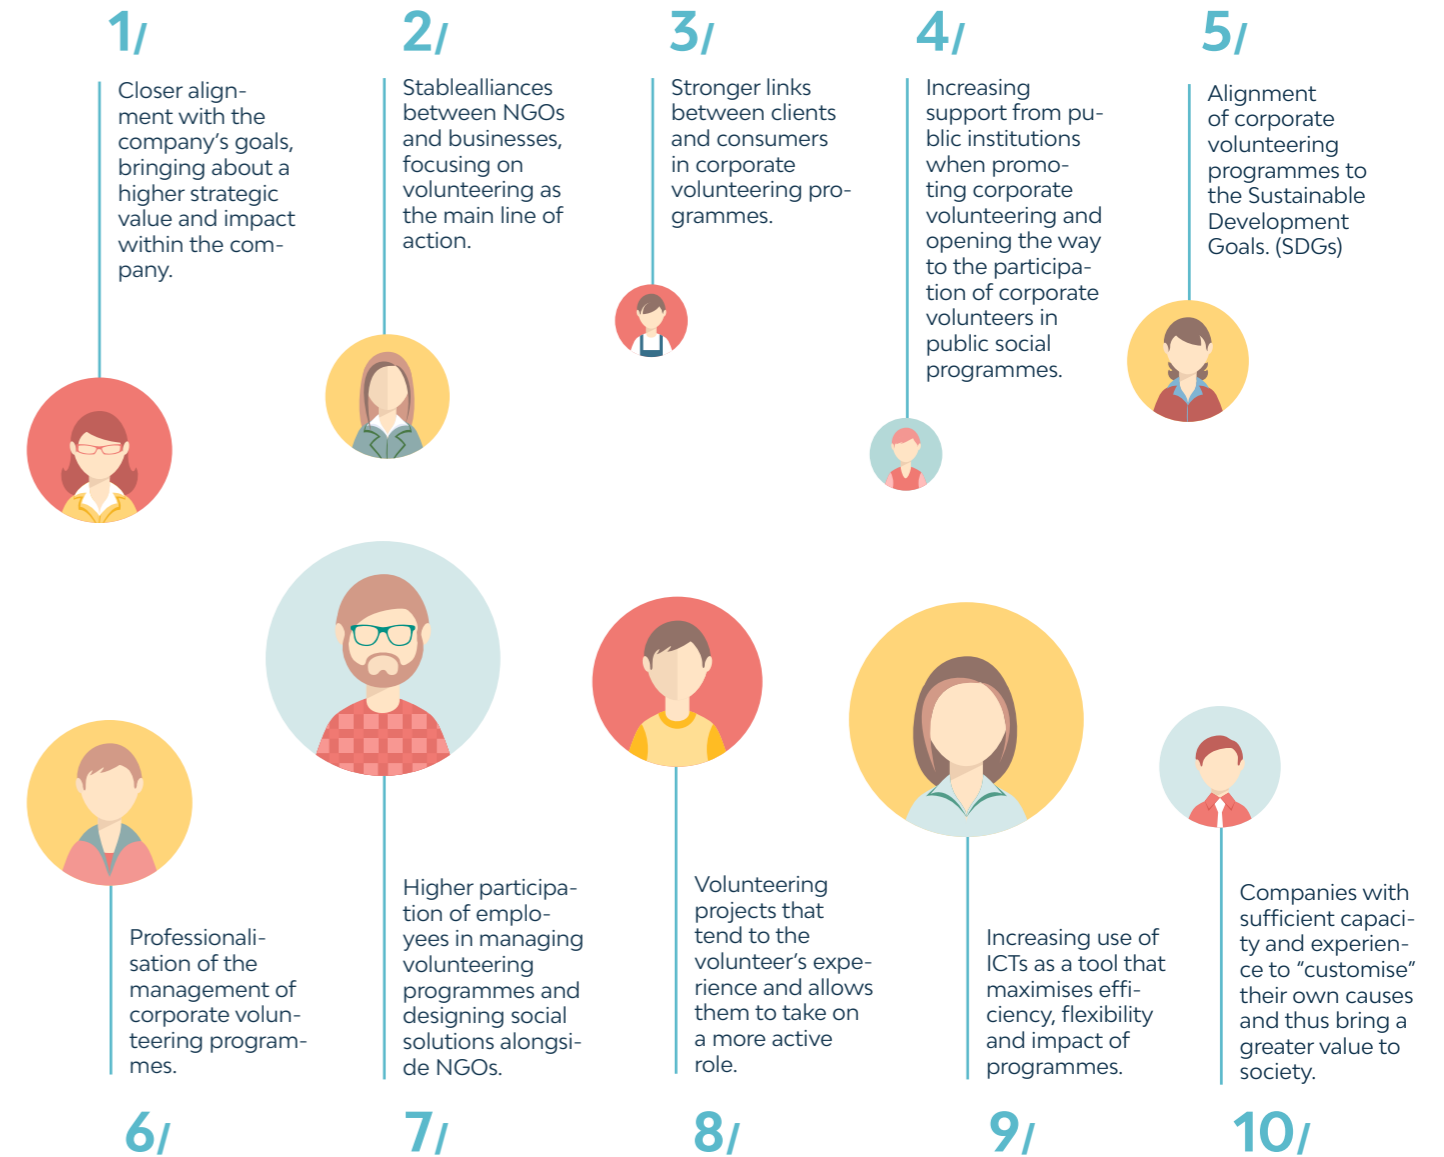 1/
Closer align-
ment with the
company's goals,
bringing about a
higher strategic
value and impact
within the com-
pany.
2/
Stablealliances
between NGOs
and businesses,
focusing on
volunteering as
the main line of
action.
3/
Stronger links
between clients
and consumers
in corporate
volunteering pro-
grammes.
4/
Increasing
support from pu-
blic institutions
when promo-
ting corporate
volunteering and
opening the way
to the participa-
tion of corporate
volunteers in
public social
programmes.
5/
Alignment
of corporate
volunteering
programmes to
the Sustainable
Development
Goals. (SDGs)
Professionali-
sation of the
management of
corporate volun-
teering program-
mes.
6/
Higher participa-
tion of emplo-
yees in managing
volunteering
programmes and
designing social
solutions alongsi-
de NGOs.
7/
Volunteering
projects that
tend to the
volunteer's expe-
rience and allows
them to take on
a more active
role.
8/
Increasing use of
ICTs as a tool that
maximises effi-
ciency, flexibility
and impact of
programmes.
9/
Companies with
sufficient capaci-
ty and experien-
ce to “customise”
their own causes
and thus bring a
greater value to
society.
10/